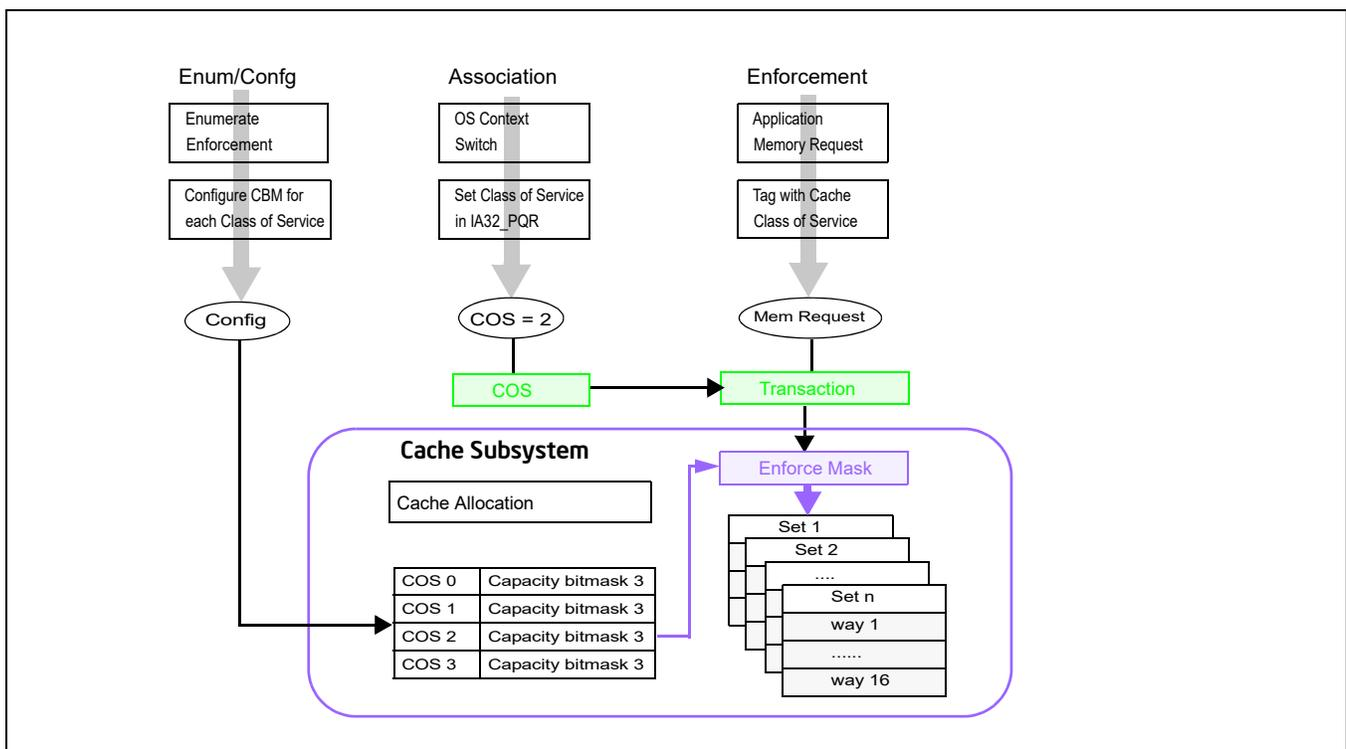 Enum/Confg
Enumerate
Enforcement
Configure CBM for
each Class of Service
Config
Association
OS Context
Switch
Set Class of Service
in IA32_PQR
COS = 2
COS
Enforcement
Application
Memory Request
Tag with Cache
Class of Service
Mem Request
Transaction
Cache Subsystem
Cache Allocation
COS 0 Capacity bitmask 3
COS 1 Capacity bitmask 3
COS 2 Capacity bitmask 3
COS 3 Capacity bitmask 3
Enforce Mask
Set 1
Set 2
....
Set n
way 1
......
way 16